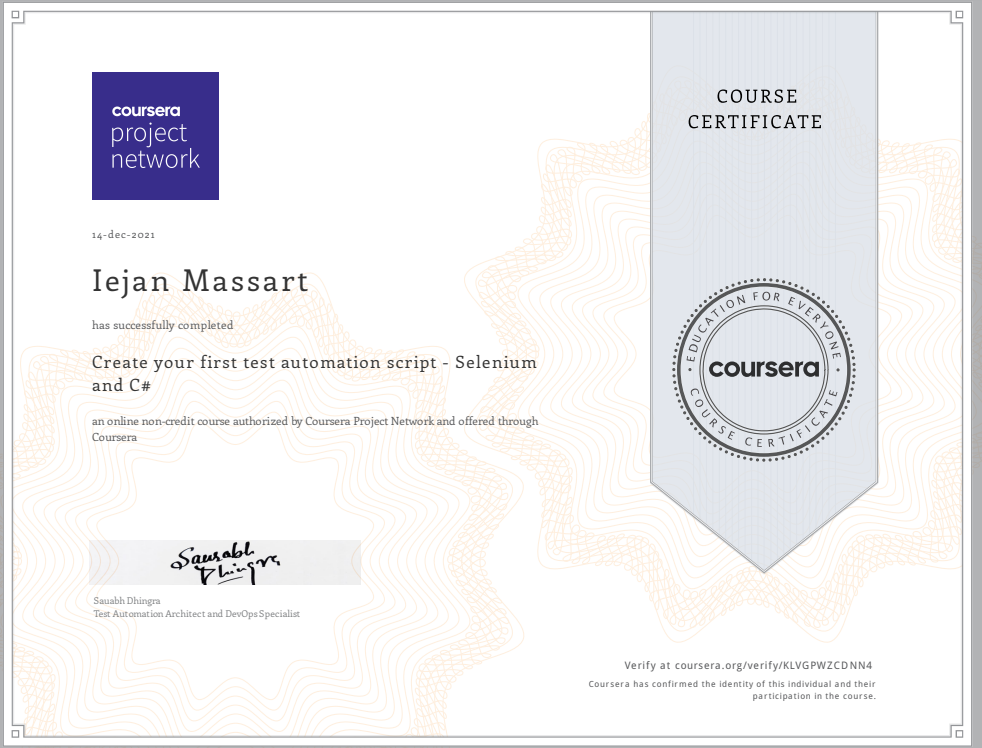 coursera
project
network
14-dec-2021
Iejan Massart
has successfully completed
Create your first test automation script - Selenium
and C#
an online non-credit course authorized by Coursera Project Network and offered through
Coursera
Saurabh
Dhingra
Sauabh Dhingra
Test Automation Architect and DevOps Specialist
COURSE
CERTIFICATE
EDUCATION FOR EVERYONE
coursera
COURSE CERTIFICATE
Verify at coursera.org/verify/KLVGPWZCDNN4
Coursera has confirmed the identity of this individual and their
participation in the course.